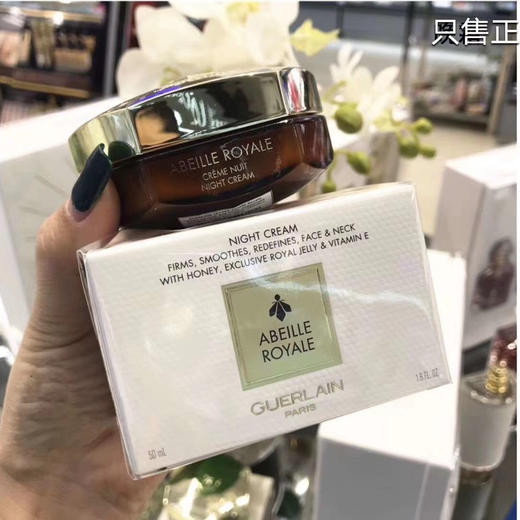 只售正
ABEILLE ROYALE
CRÈME NUIT
NIGHT CREAM
NIGHT CREAM
FIRMS, SMOOTHES, REDEFINES, FACE & NECK
WITH HONEY, EXCLUSIVE ROYAL JELLY & VITAMIN E
ABEILLE
ROYALE
GUERLAIN
PARIS
50 mL
1.6 FL.OZ.